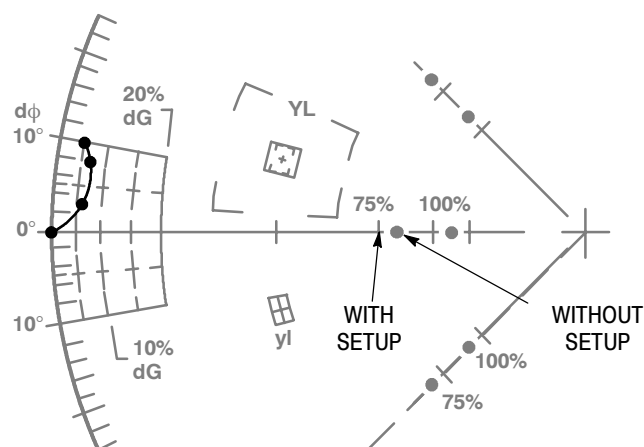 20%
dG
YL
dϕ
10°
75%
100%
0°
WITH
SETUP
WITHOUT
SETUP
10°
10%
dG
yl
100%
75%